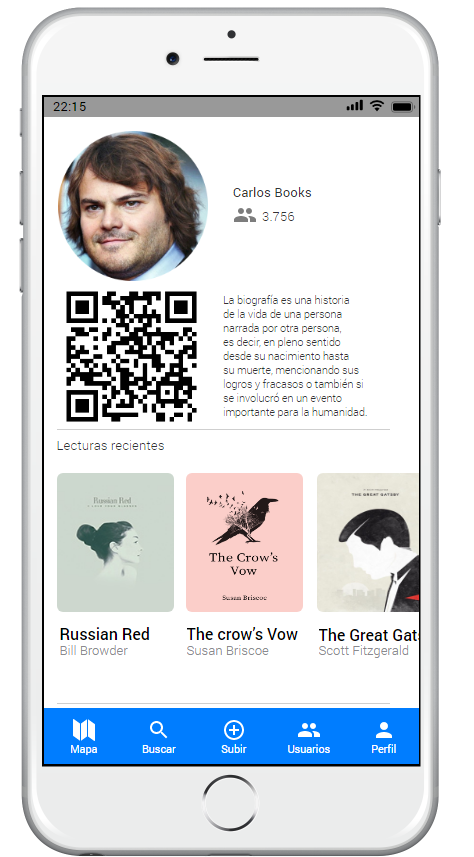 22:15
Carlos Books
3.756
La biografía es una historia
de la vida de una persona
narrada por otra persona,
es decir, en pleno sentido
desde su nacimiento hasta
su muerte, mencionando sus
logros y fracasos o también si
se involucró en un evento
importante para la humanidad.
Lecturas recientes
Russian Red
THE GREAT GATSBY
The Crow's
Vow
Susan Briscoe
Russian Red
The crow's Vow
The Great Gats
Bill Browder
Susan Briscoe
Scott Fitzgerald
Mapa
Buscar
Subir
Usuarios
Perfil